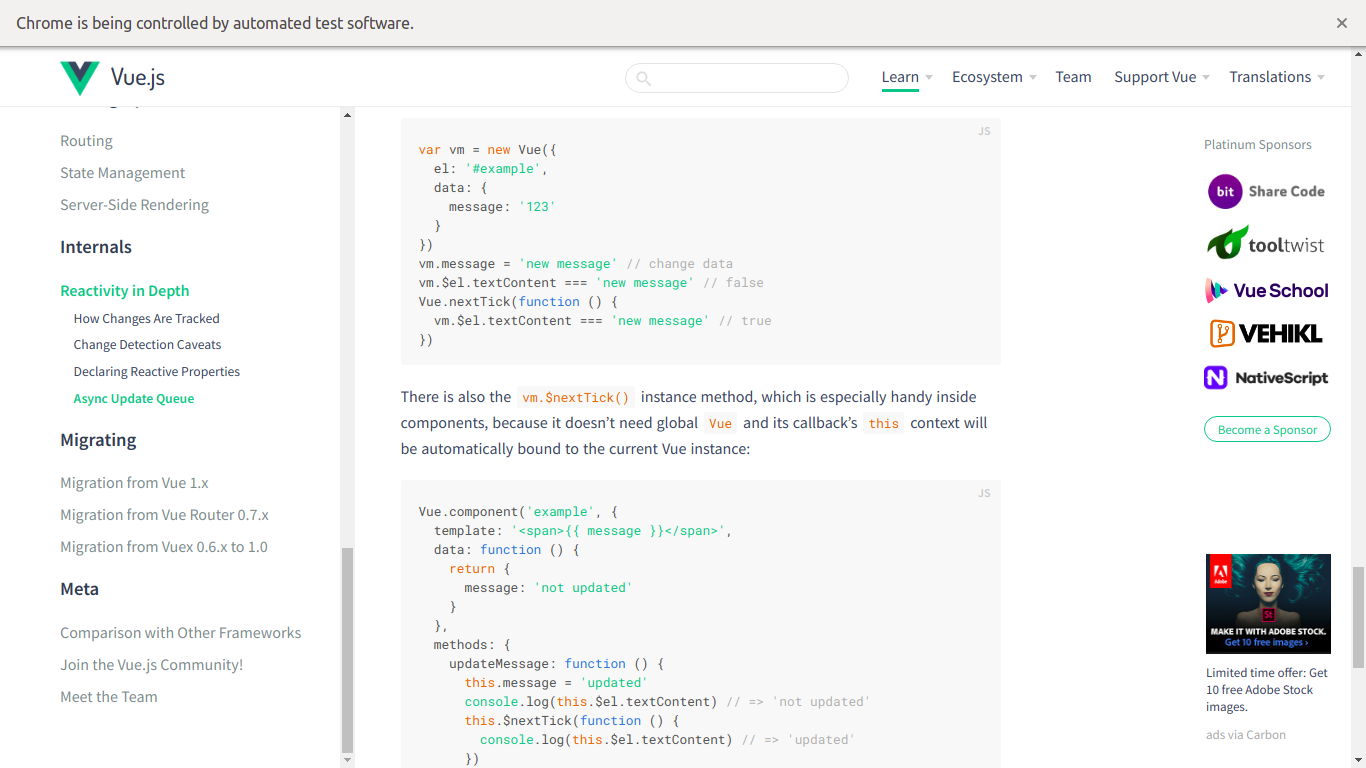 Chrome is being controlled by automated test software.
Vue.js
Learn
Ecosystem
Team
Support Vue
Translations
Routing
State Management
Server-Side Rendering
Internals
Reactivity in Depth
How Changes Are Tracked
Change Detection Caveats
Declaring Reactive Properties
Async Update Queue
Migrating
Migration from Vue 1.x
Migration from Vue Router 0.7.x
Migration from Vuex 0.6.x to 1.0
Meta
Comparison with Other Frameworks
Join the Vue.js Community!
Meet the Team
JS
var vm = new Vue({
  el: '#example',
  data: {
    message: '123'
  }
})
vm.message = 'new message' // change data
vm.$el.textContent === 'new message' // false
Vue.nextTick(function () {
  vm.$el.textContent === 'new message' // true
})
There is also the vm.$nextTick() instance method, which is especially handy inside
components, because it doesn’t need global Vue and its callback’s this context will
be automatically bound to the current Vue instance:
JS
Vue.component('example', {
  template: '<span>{{ message }}</span>',
  data: function () {
    return {
      message: 'not updated'
    }
  },
  methods: {
    updateMessage: function () {
      this.message = 'updated'
      console.log(this.$el.textContent) // => 'not updated'
      this.$nextTick(function () {
        console.log(this.$el.textContent) // => 'updated'
      })
Platinum Sponsors
bit Share Code
tooltwist
Vue School
VEHIKL
NativeScript
Become a Sponsor
Adobe
St
MAKE IT WITH ADOBE STOCK.
Get 10 free images ›
Limited time offer: Get
10 free Adobe Stock
images.
ads via Carbon